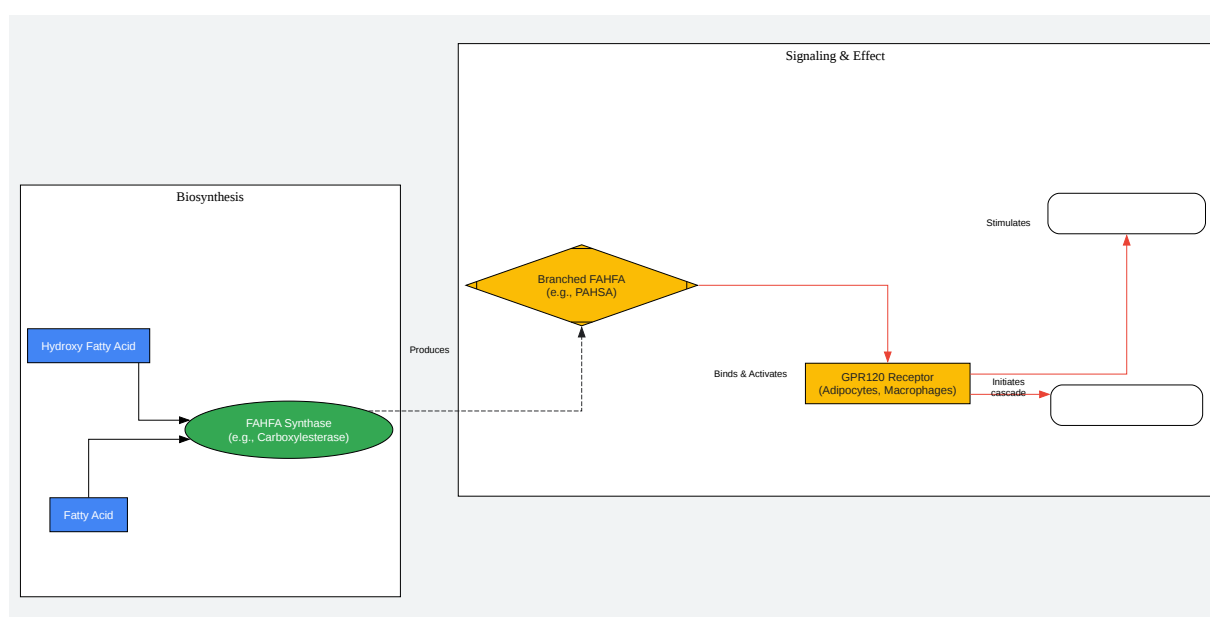 Signaling & Effect
Biosynthesis
Stimulates
Branched FAHFA
(e.g., PAHSA)
Hydroxy Fatty Acid
Produces
Binds & Activates
GPR120 Receptor
(Adipocytes, Macrophages)
Initiates
cascade
FAHFA Synthase
(e.g., Carboxylesterase)
Fatty Acid